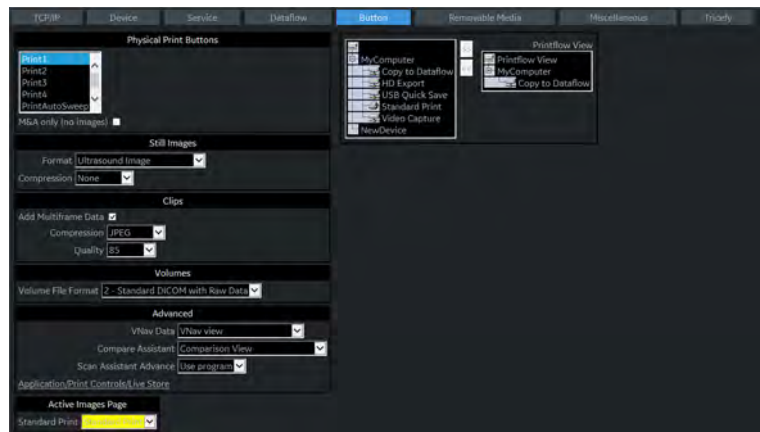 TCP/IP Device Service Dataflow Button Removable Media Miscellaneous Tricefy
Physical Print Buttons
Print1
Print2
Print3
Print4
PrintAutoSweep
M&A only (no images)
Still Images
Format Ultrasound Image
Compression None
Clips
Add Multiframe Data
Compression JPEG
Quality 85
Volumes
Volume File Format 2 - Standard DICOM with Raw Data
Advanced
VNav Data VNav view
Compare Assistant Comparison View
Scan Assistant Advance Use program
Application/Print Controls/Live Store
Active Images Page
Standard Print
MyComputer
Copy to Dataflow
HD Export
USB Quick Save
Standard Print
Video Capture
NewDevice
<<
Printflow View
Printflow View
MyComputer
Copy to Dataflow